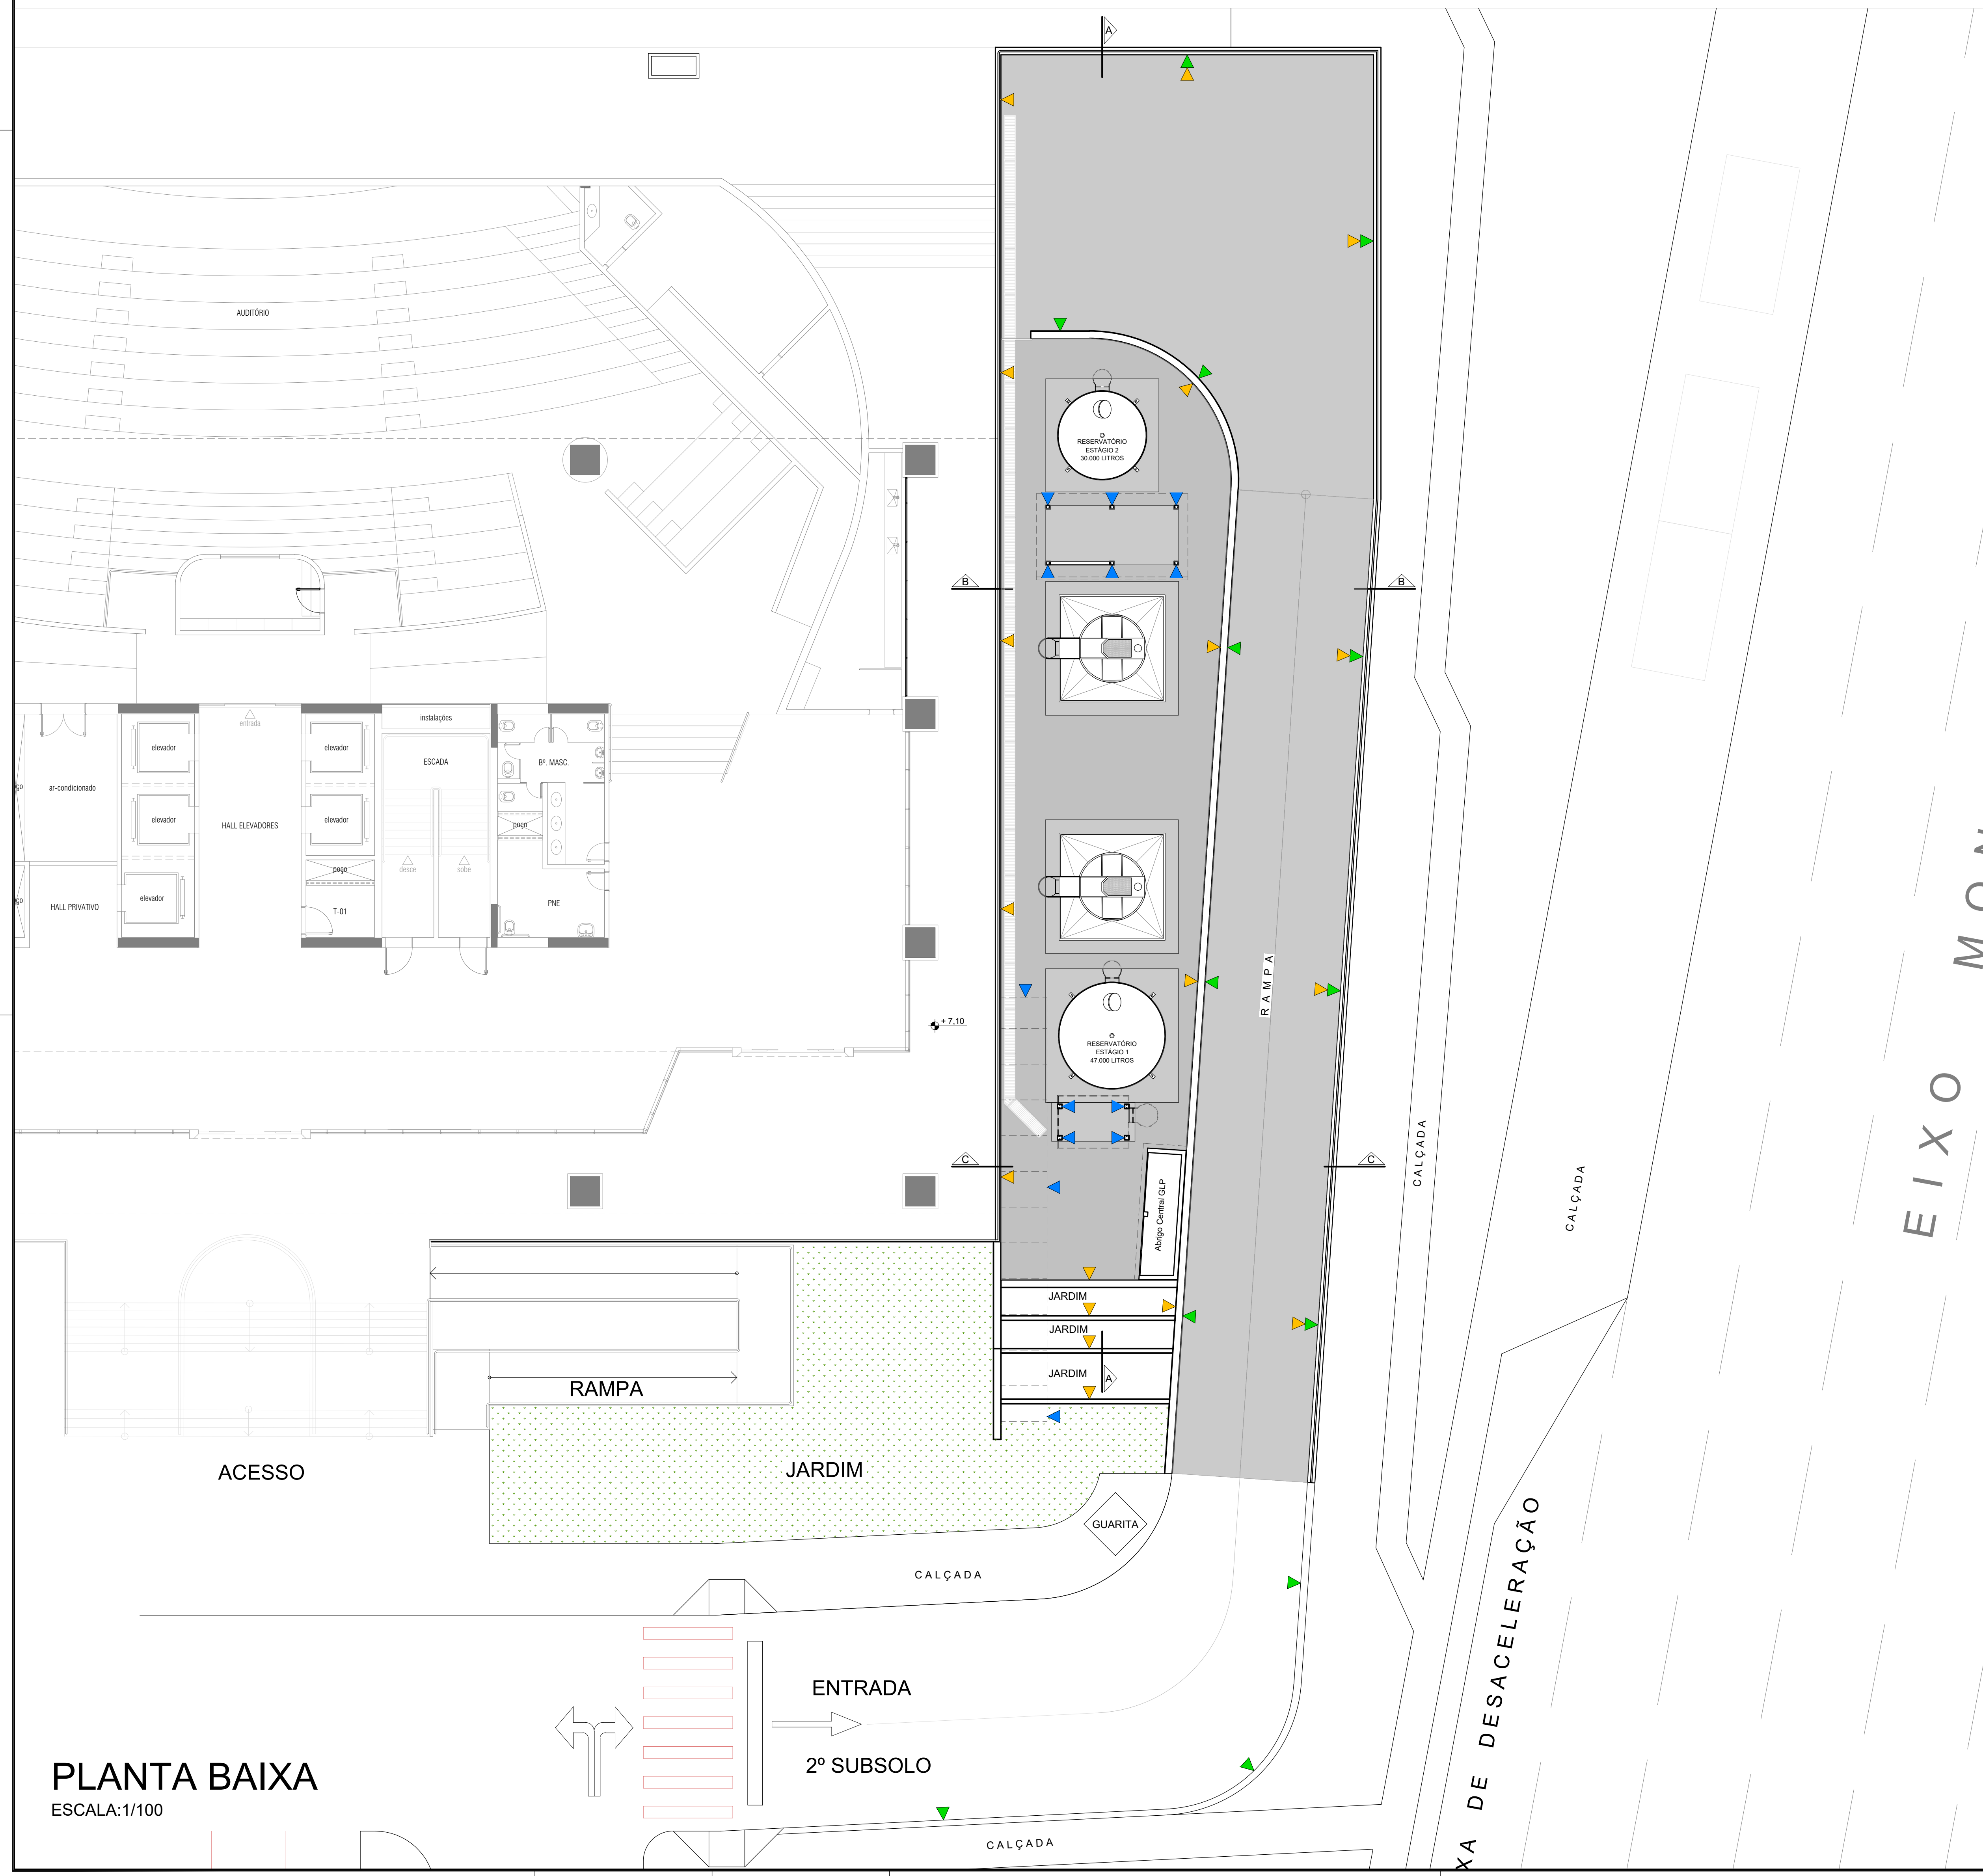 A
AUDITÓRIO
RESERVATÓRIO
ESTÁGIO 2
30.000 LITROS
B
B
entrada
instalações
elevador
elevador
ESCADA
Bº. MASC.
ar-condicionado
elevador
elevador
HALL ELEVADORES
poço
poço
desce
sobe
elevador
HALL PRIVATIVO
T-01
PNE
RAMPA
+ 7,10
RESERVATÓRIO
ESTÁGIO 1
47.000 LITROS
EIXO MON
CALÇADA
CALÇADA
C
C
Abrigo Central GLP
JARDIM
JARDIM
JARDIM
A
RAMPA
ACESSO
JARDIM
GUARITA
CALÇADA
XA DE DESACELERAÇÃO
ENTRADA
2º SUBSOLO
PLANTA BAIXA
ESCALA:1/100
CALÇADA